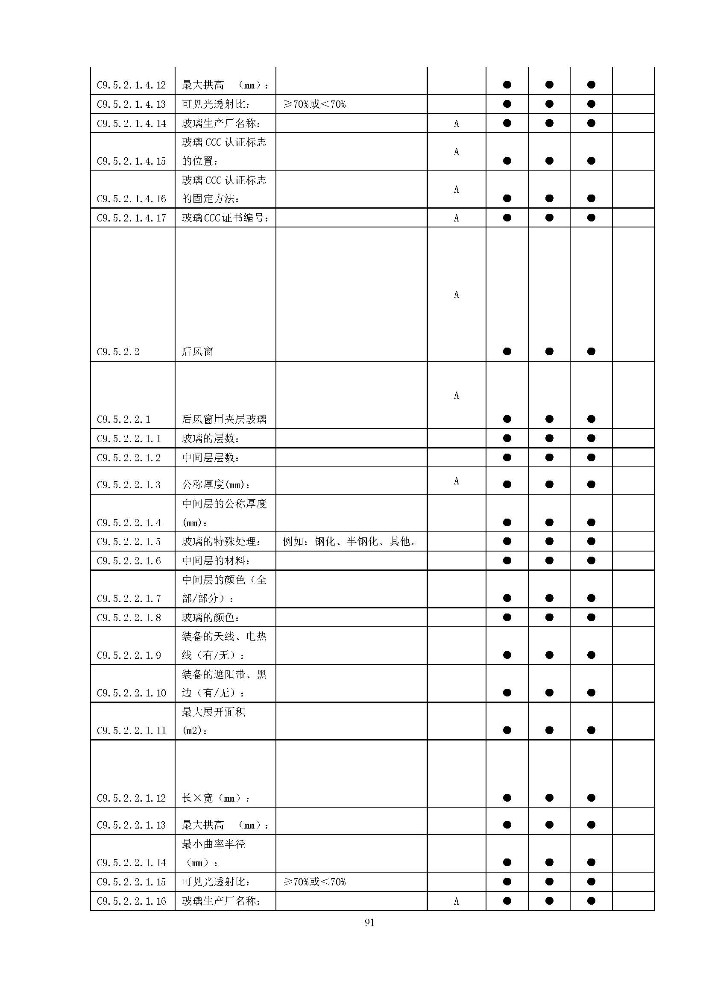 C9.5.2.1.4.12 最大拱高 （mm）： ● ● ●
C9.5.2.1.4.13 可见光透射比： ≥70%或＜70% ● ● ●
C9.5.2.1.4.14 玻璃生产厂名称： A ● ● ●
玻璃 CCC 认证标志
C9.5.2.1.4.15 的位置： A ● ● ●
玻璃 CCC 认证标志
C9.5.2.1.4.16 的固定方法： A ● ● ●
C9.5.2.1.4.17 玻璃CCC证书编号： A ● ● ●
C9.5.2.2 后风窗 A ● ● ●
C9.5.2.2.1 后风窗用夹层玻璃 A ● ● ●
C9.5.2.2.1.1 玻璃的层数： ● ● ●
C9.5.2.2.1.2 中间层层数： ● ● ●
C9.5.2.2.1.3 公称厚度(mm)： A ● ● ●
中间层的公称厚度
C9.5.2.2.1.4 (mm)： ● ● ●
C9.5.2.2.1.5 玻璃的特殊处理： 例如：钢化、半钢化、其他。 ● ● ●
C9.5.2.2.1.6 中间层的材料： ● ● ●
中间层的颜色（全
C9.5.2.2.1.7 部/部分）： ● ● ●
C9.5.2.2.1.8 玻璃的颜色： ● ● ●
装备的天线、电热
C9.5.2.2.1.9 线（有/无）： ● ● ●
装备的遮阳带、黑
C9.5.2.2.1.10 边（有/无）： ● ● ●
最大展开面积
C9.5.2.2.1.11 (m2)： ● ● ●
C9.5.2.2.1.12 长×宽（mm）： ● ● ●
C9.5.2.2.1.13 最大拱高 （mm）： ● ● ●
最小曲率半径
C9.5.2.2.1.14 （mm）： ● ● ●
C9.5.2.2.1.15 可见光透射比： ≥70%或＜70% ● ● ●
C9.5.2.2.1.16 玻璃生产厂名称： A ● ● ●
91